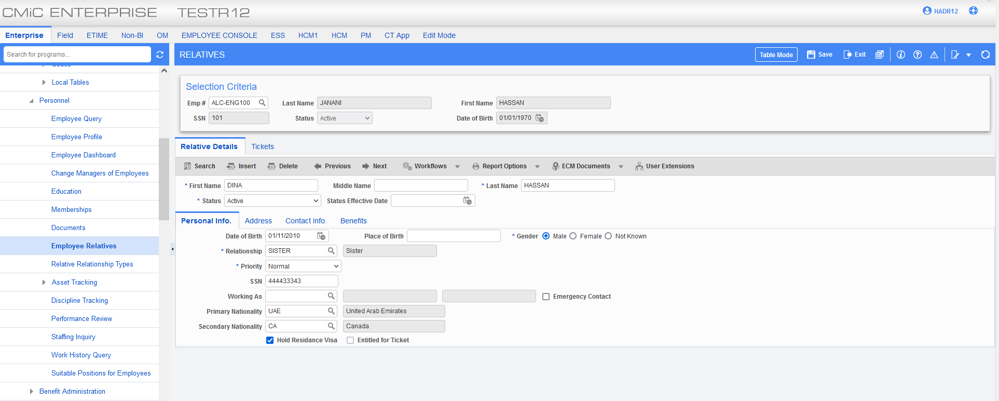 CMiC ENTERPRISE TESTR12
HADR12
Enterprise Field ETIME Non-BI OM EMPLOYEE CONSOLE ESS HCM1 HCM PM CT App Edit Mode
Search for programs...
RELATIVES
Table Mode Save Exit
Local Tables
Personnel
Employee Query
Employee Profile
Employee Dashboard
Change Managers of Employees
Education
Memberships
Documents
Employee Relatives
Relative Relationship Types
Asset Tracking
Discipline Tracking
Performance Review
Staffing Inquiry
Work History Query
Suitable Positions for Employees
Benefit Administration
Selection Criteria
Emp # ALC-ENG100 Last Name JANANI First Name HASSAN
SSN 101 Status Active Date of Birth 01/01/1970
Relative Details Tickets
Search Insert Delete Previous Next Workflows Report Options ECM Documents User Extensions
* First Name DINA Middle Name * Last Name HASSAN
* Status Active Status Effective Date
Personal Info. Address Contact Info. Benefits
Date of Birth 01/11/2010 Place of Birth * Gender Male Female Not Known
* Relationship SISTER Sister
* Priority Normal
SSN 444433343
Working As Emergency Contact
Primary Nationality UAE United Arab Emirates
Secondary Nationality CA Canada
Hold Residance Visa Entitled for Ticket